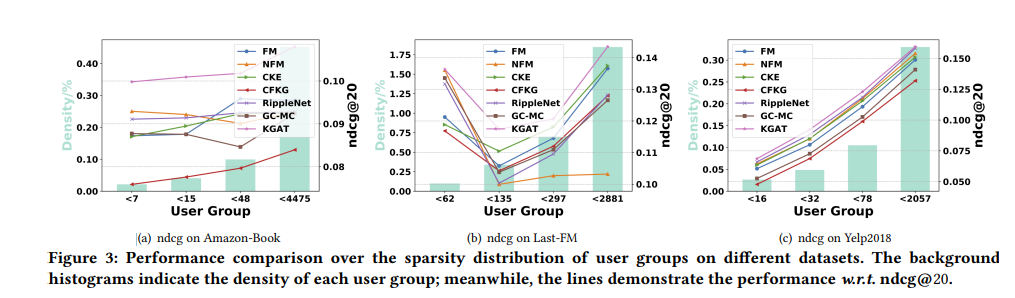 FM
NFM
CKE
CFKG
RippleNet
GC-MC
KGAT
0.40
0.30
0.20
0.10
0.00
Density/%
0.10
0.09
0.08
ndcg@20
<7
<15
<48
<4475
User Group
(a) ndcg on Amazon-Book
FM
NFM
CKE
CFKG
RippleNet
GC-MC
KGAT
1.75
1.50
1.25
1.00
0.75
0.50
0.25
0.00
Density/%
0.14
0.13
0.12
0.11
0.10
ndcg@20
<62
<135
<297
<2881
User Group
(b) ndcg on Last-FM
FM
NFM
CKE
CFKG
RippleNet
GC-MC
KGAT
0.30
0.25
0.20
0.15
0.10
0.05
0.00
Density/%
0.150
0.125
0.100
0.075
0.050
ndcg@20
<16
<32
<78
<2057
User Group
(c) ndcg on Yelp2018
Figure 3: Performance comparison over the sparsity distribution of user groups on different datasets. The background
histograms indicate the density of each user group; meanwhile, the lines demonstrate the performance w.r.t. ndcg@20.